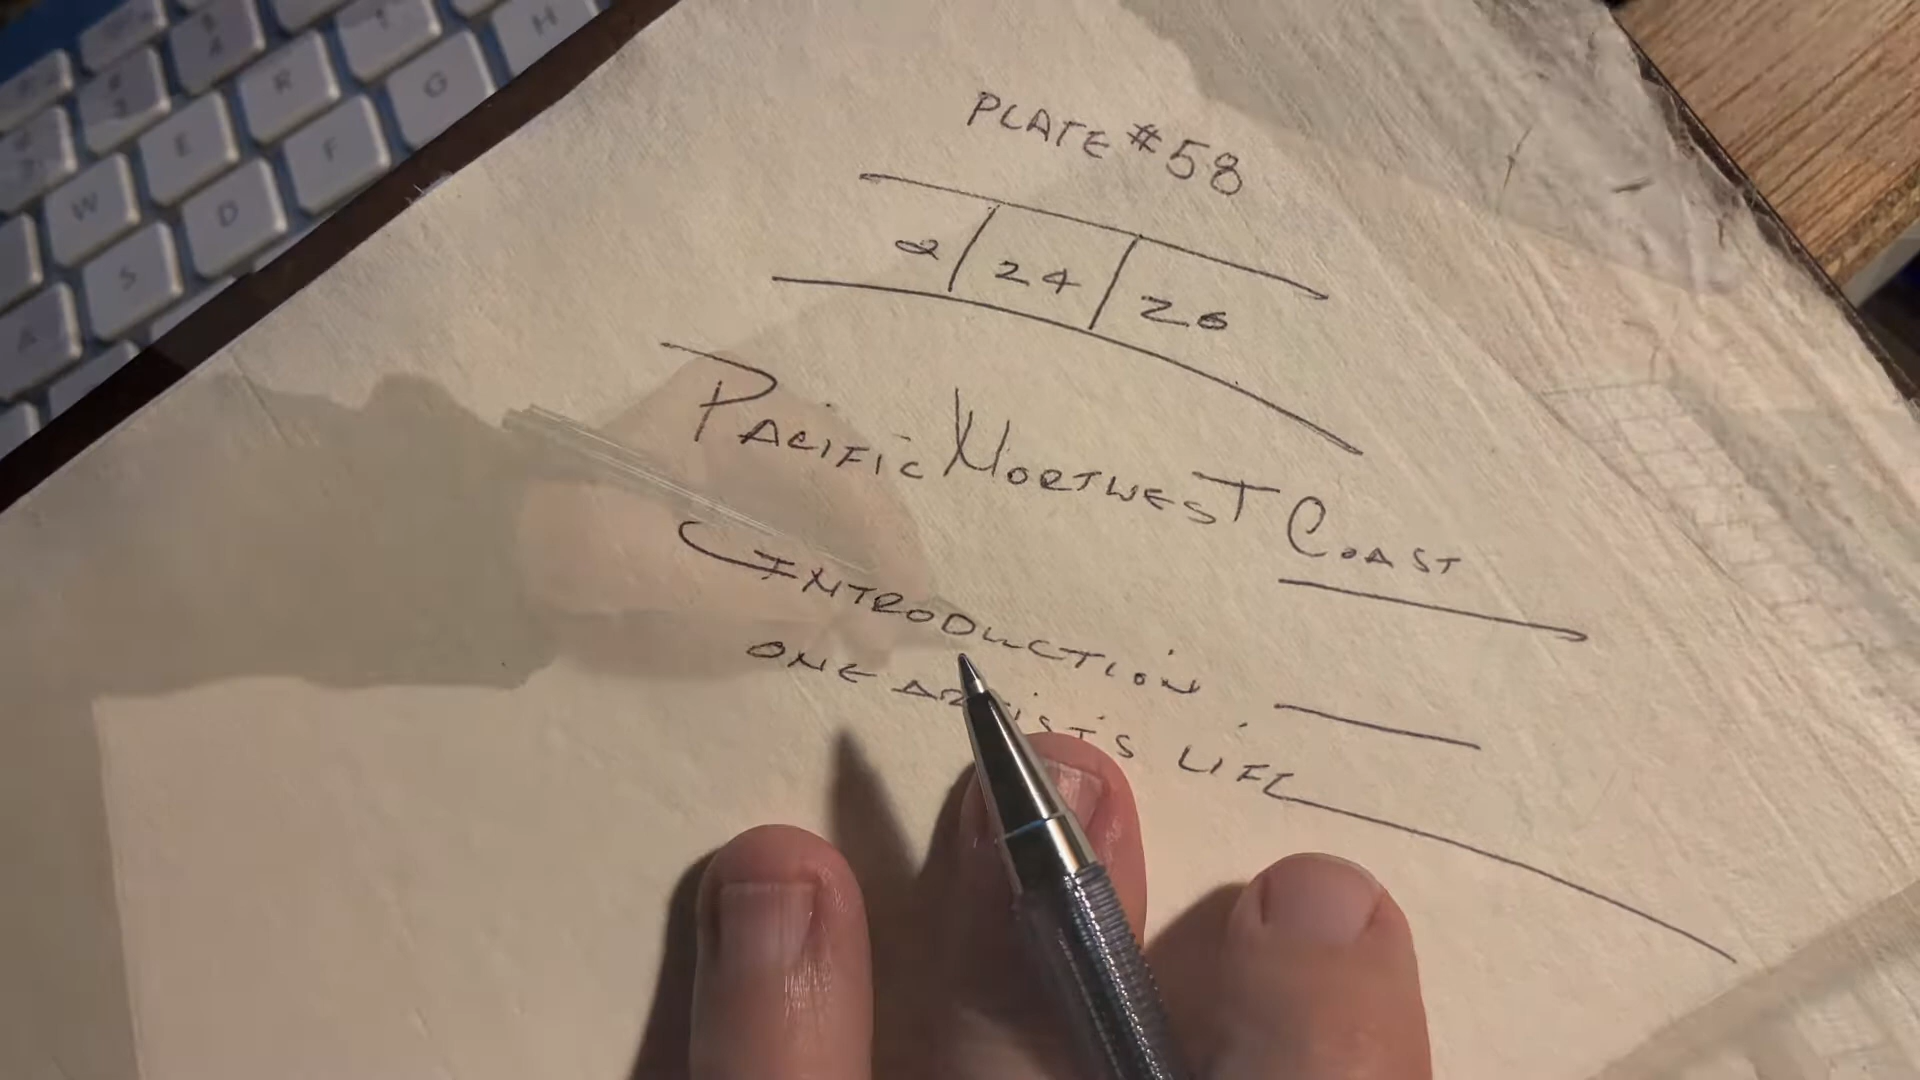 PLATE #58
2 | 24 | 26
PACIFIC NORTWEST COAST
INTRODUCTION
ONE ARTIST'S LIFE
H
R
G
E
F
W
D
S
A